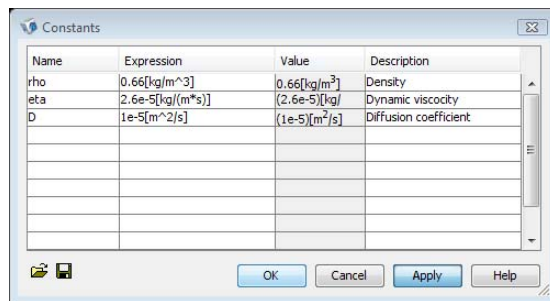 Constants
Name Expression Value Description
rho 0.66[kg/m^3] 0.66[kg/m³] Density
eta 2.6e-5[kg/(m*s)] (2.6e-5)[kg/ Dynamic viscocity
D 1e-5[m^2/s] (1e-5)[m²/s] Diffusion coefficient
OK Cancel Apply Help